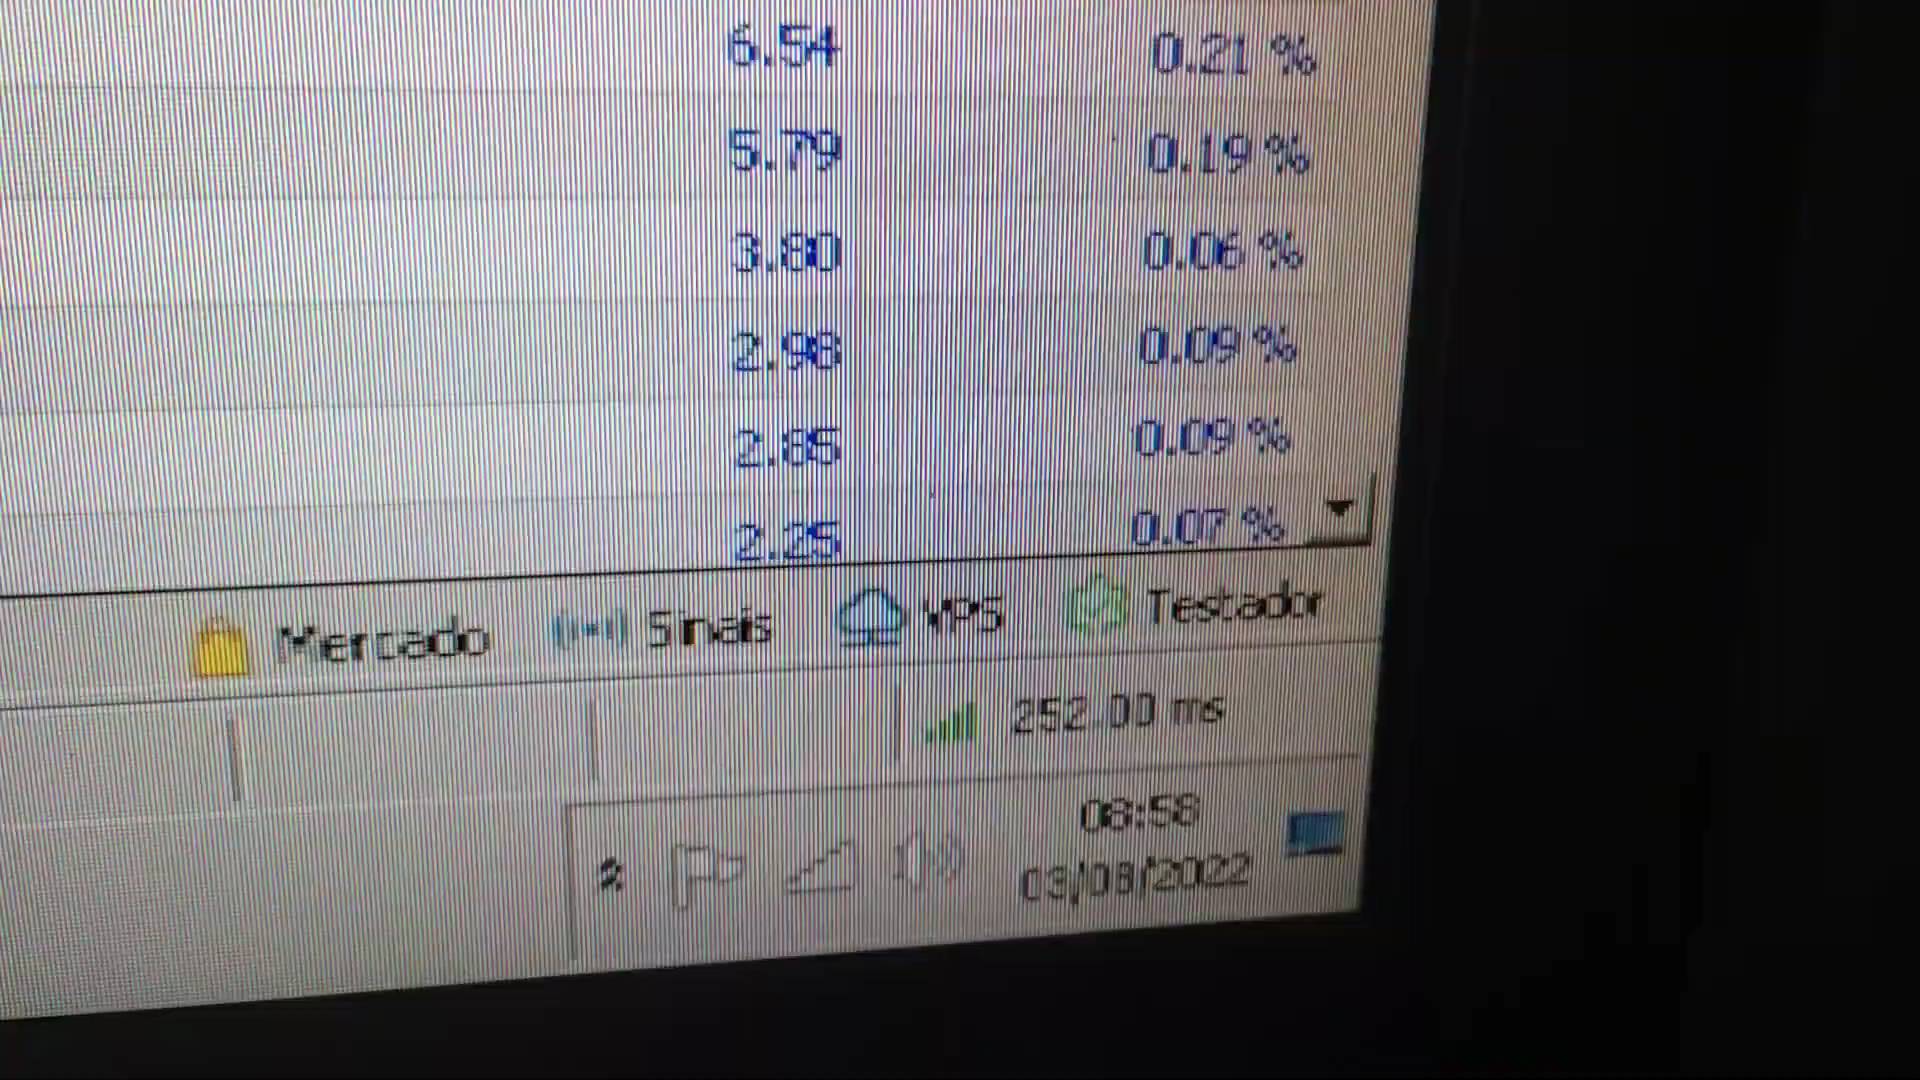 6.54 0.21 %
5.79 0.19 %
3.80 0.06 %
2.98 0.09 %
2.85 0.09 %
2.25 0.07 %
Mercado Sinais VPS Testador
252.00 ms
08:58
03/08/2022